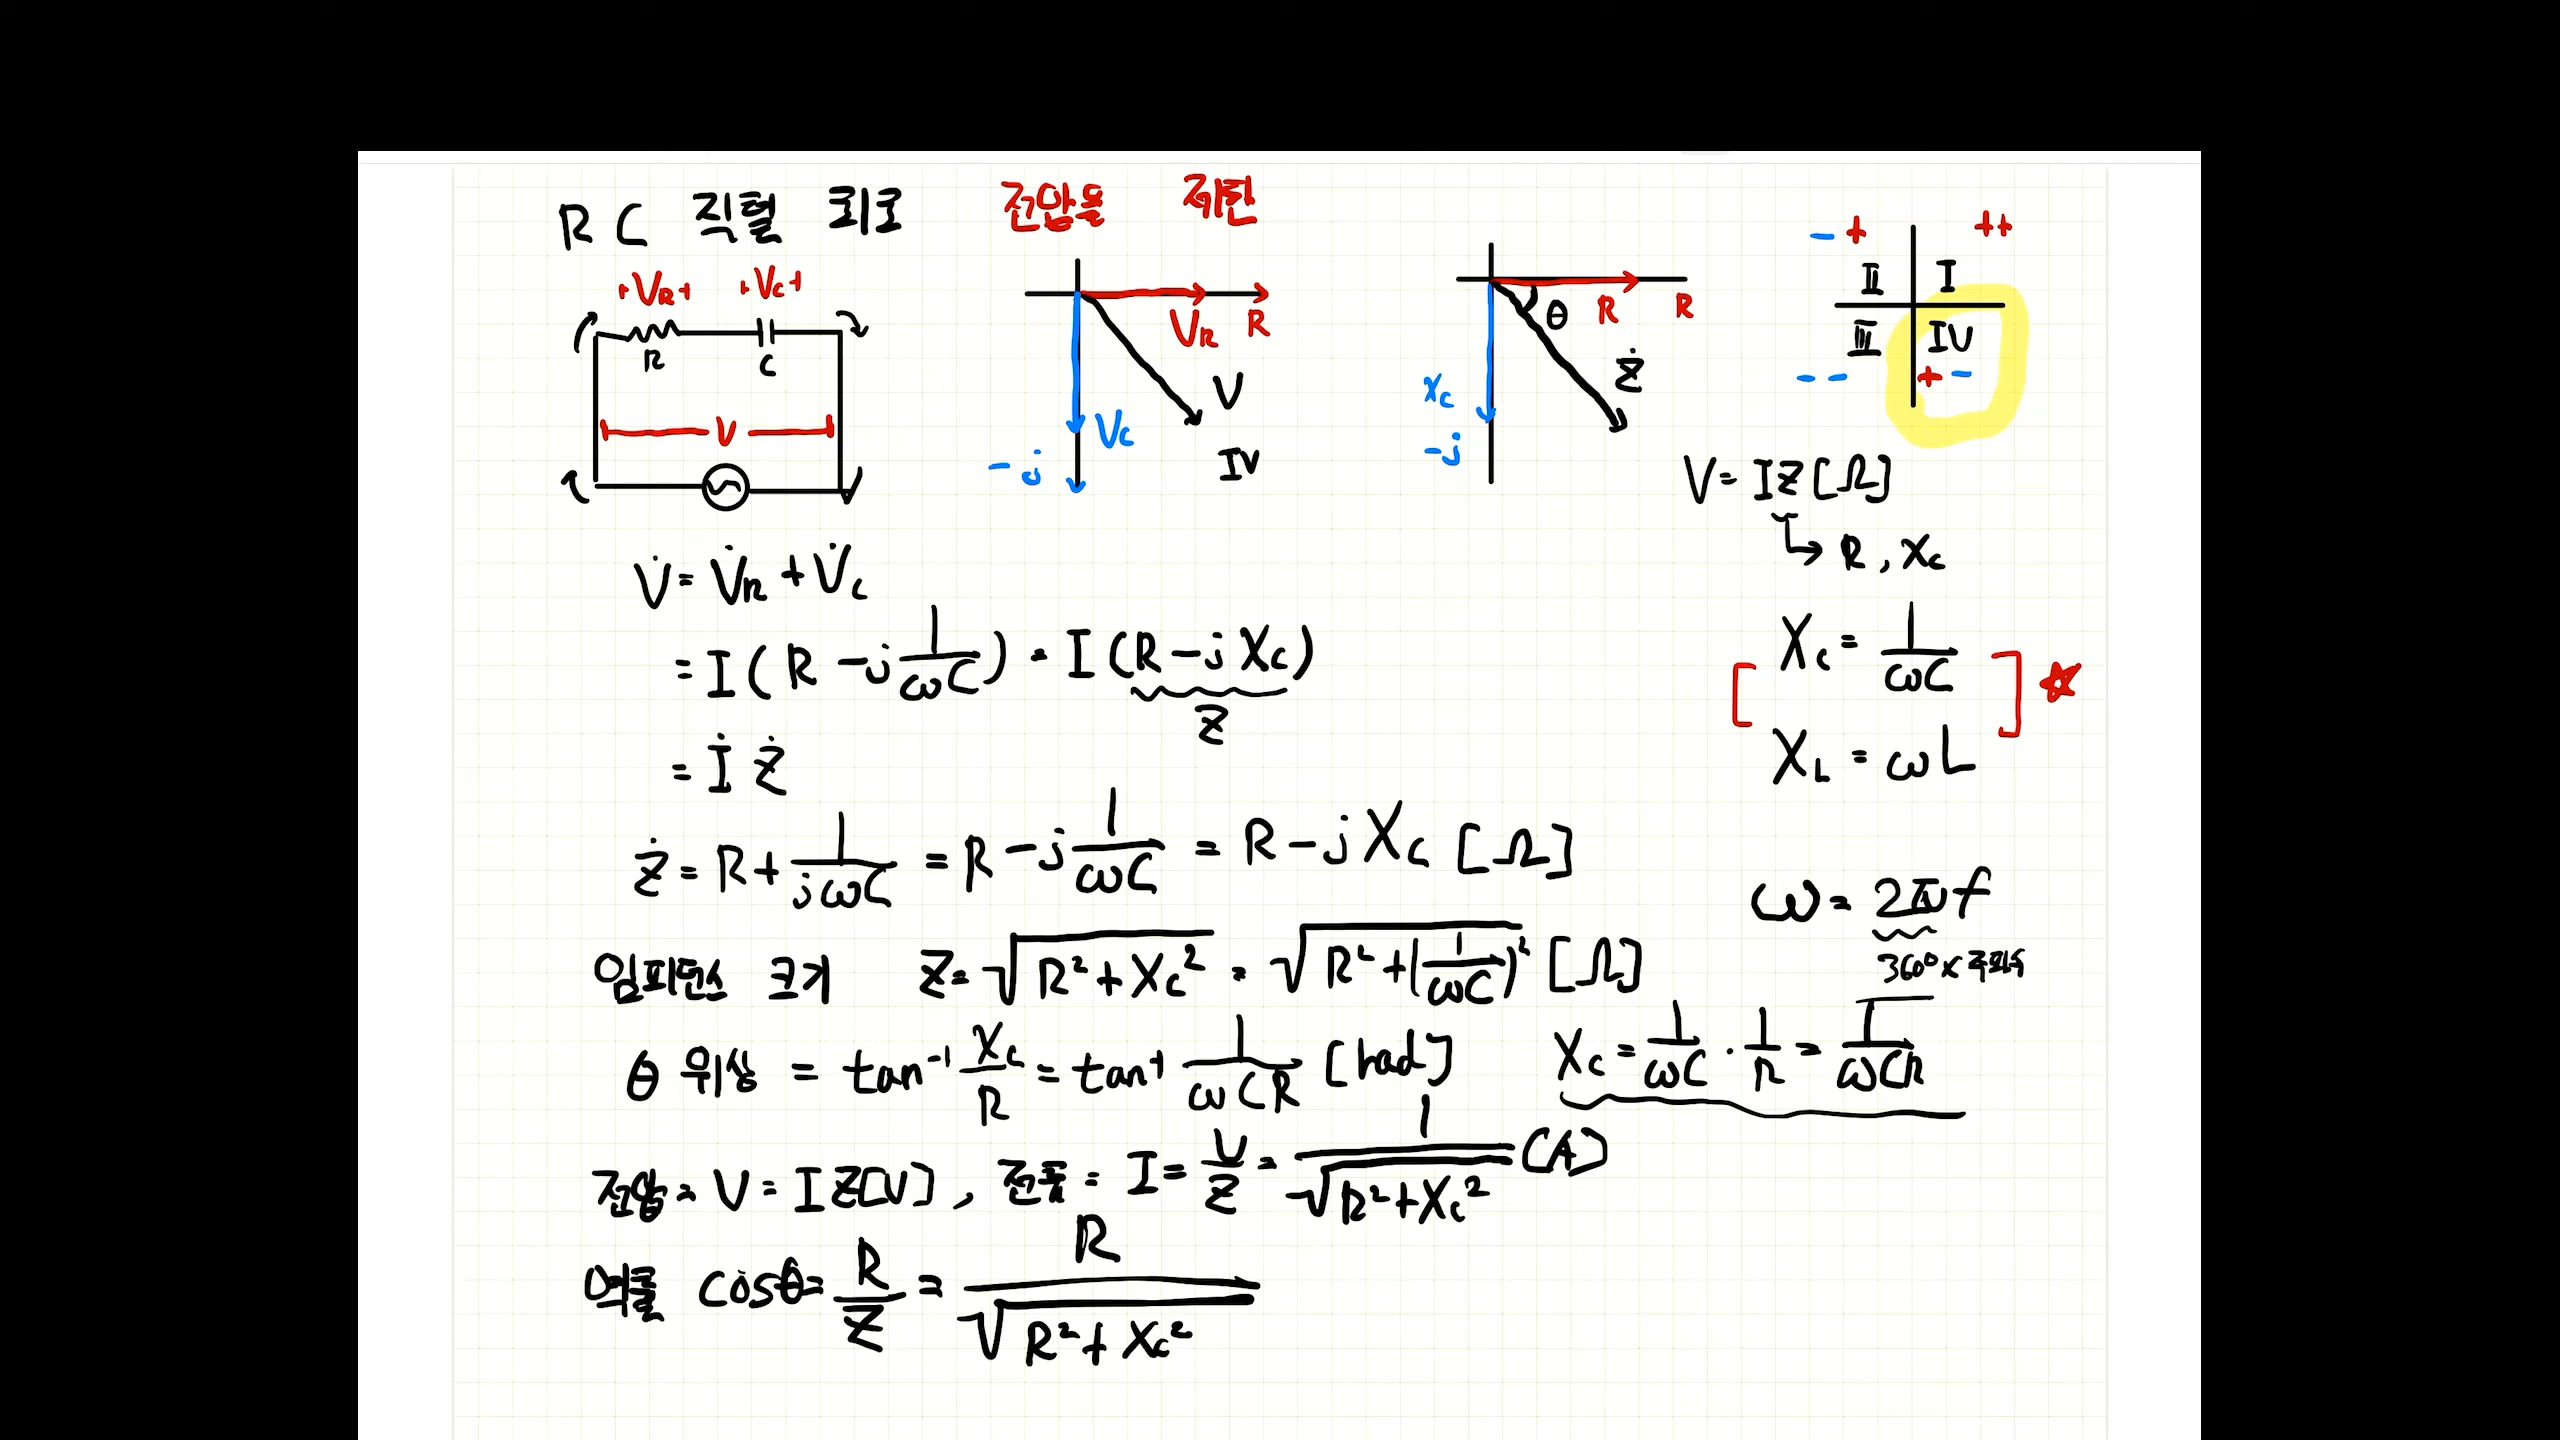 RC 직렬 회로 전압을 제한
VR VC
R C
V
VR R
VC
V
-j
IV
R R
θ
Ż
Xc
-j
- + ++
II I
III IV
- - + -
V = IZ [Ω]
R, Xc
V̇ = V̇R + V̇c
= I ( R - j 1/ωC ) = I (R - j Xc)
Z
= İ Ż
Xc = 1/ωC
XL = ωL
Ż = R + 1/jωC = R - j 1/ωC = R - j Xc [Ω]
ω = 2πf
360° × 주파수
임피던스 크기 Z = √(R² + Xc²) = √(R² + (1/ωC)²) [Ω]
θ 위상 = tan⁻¹ Xc/R = tan⁻¹ 1/ωCR [rad]
Xc = 1/ωC · 1/R = 1/ωCR
전압 = V = IZ[V], 전류 = I = V/Z = 1/√(R² + Xc²) [A]
역률 cosθ = R/Z = R/√(R² + Xc²)